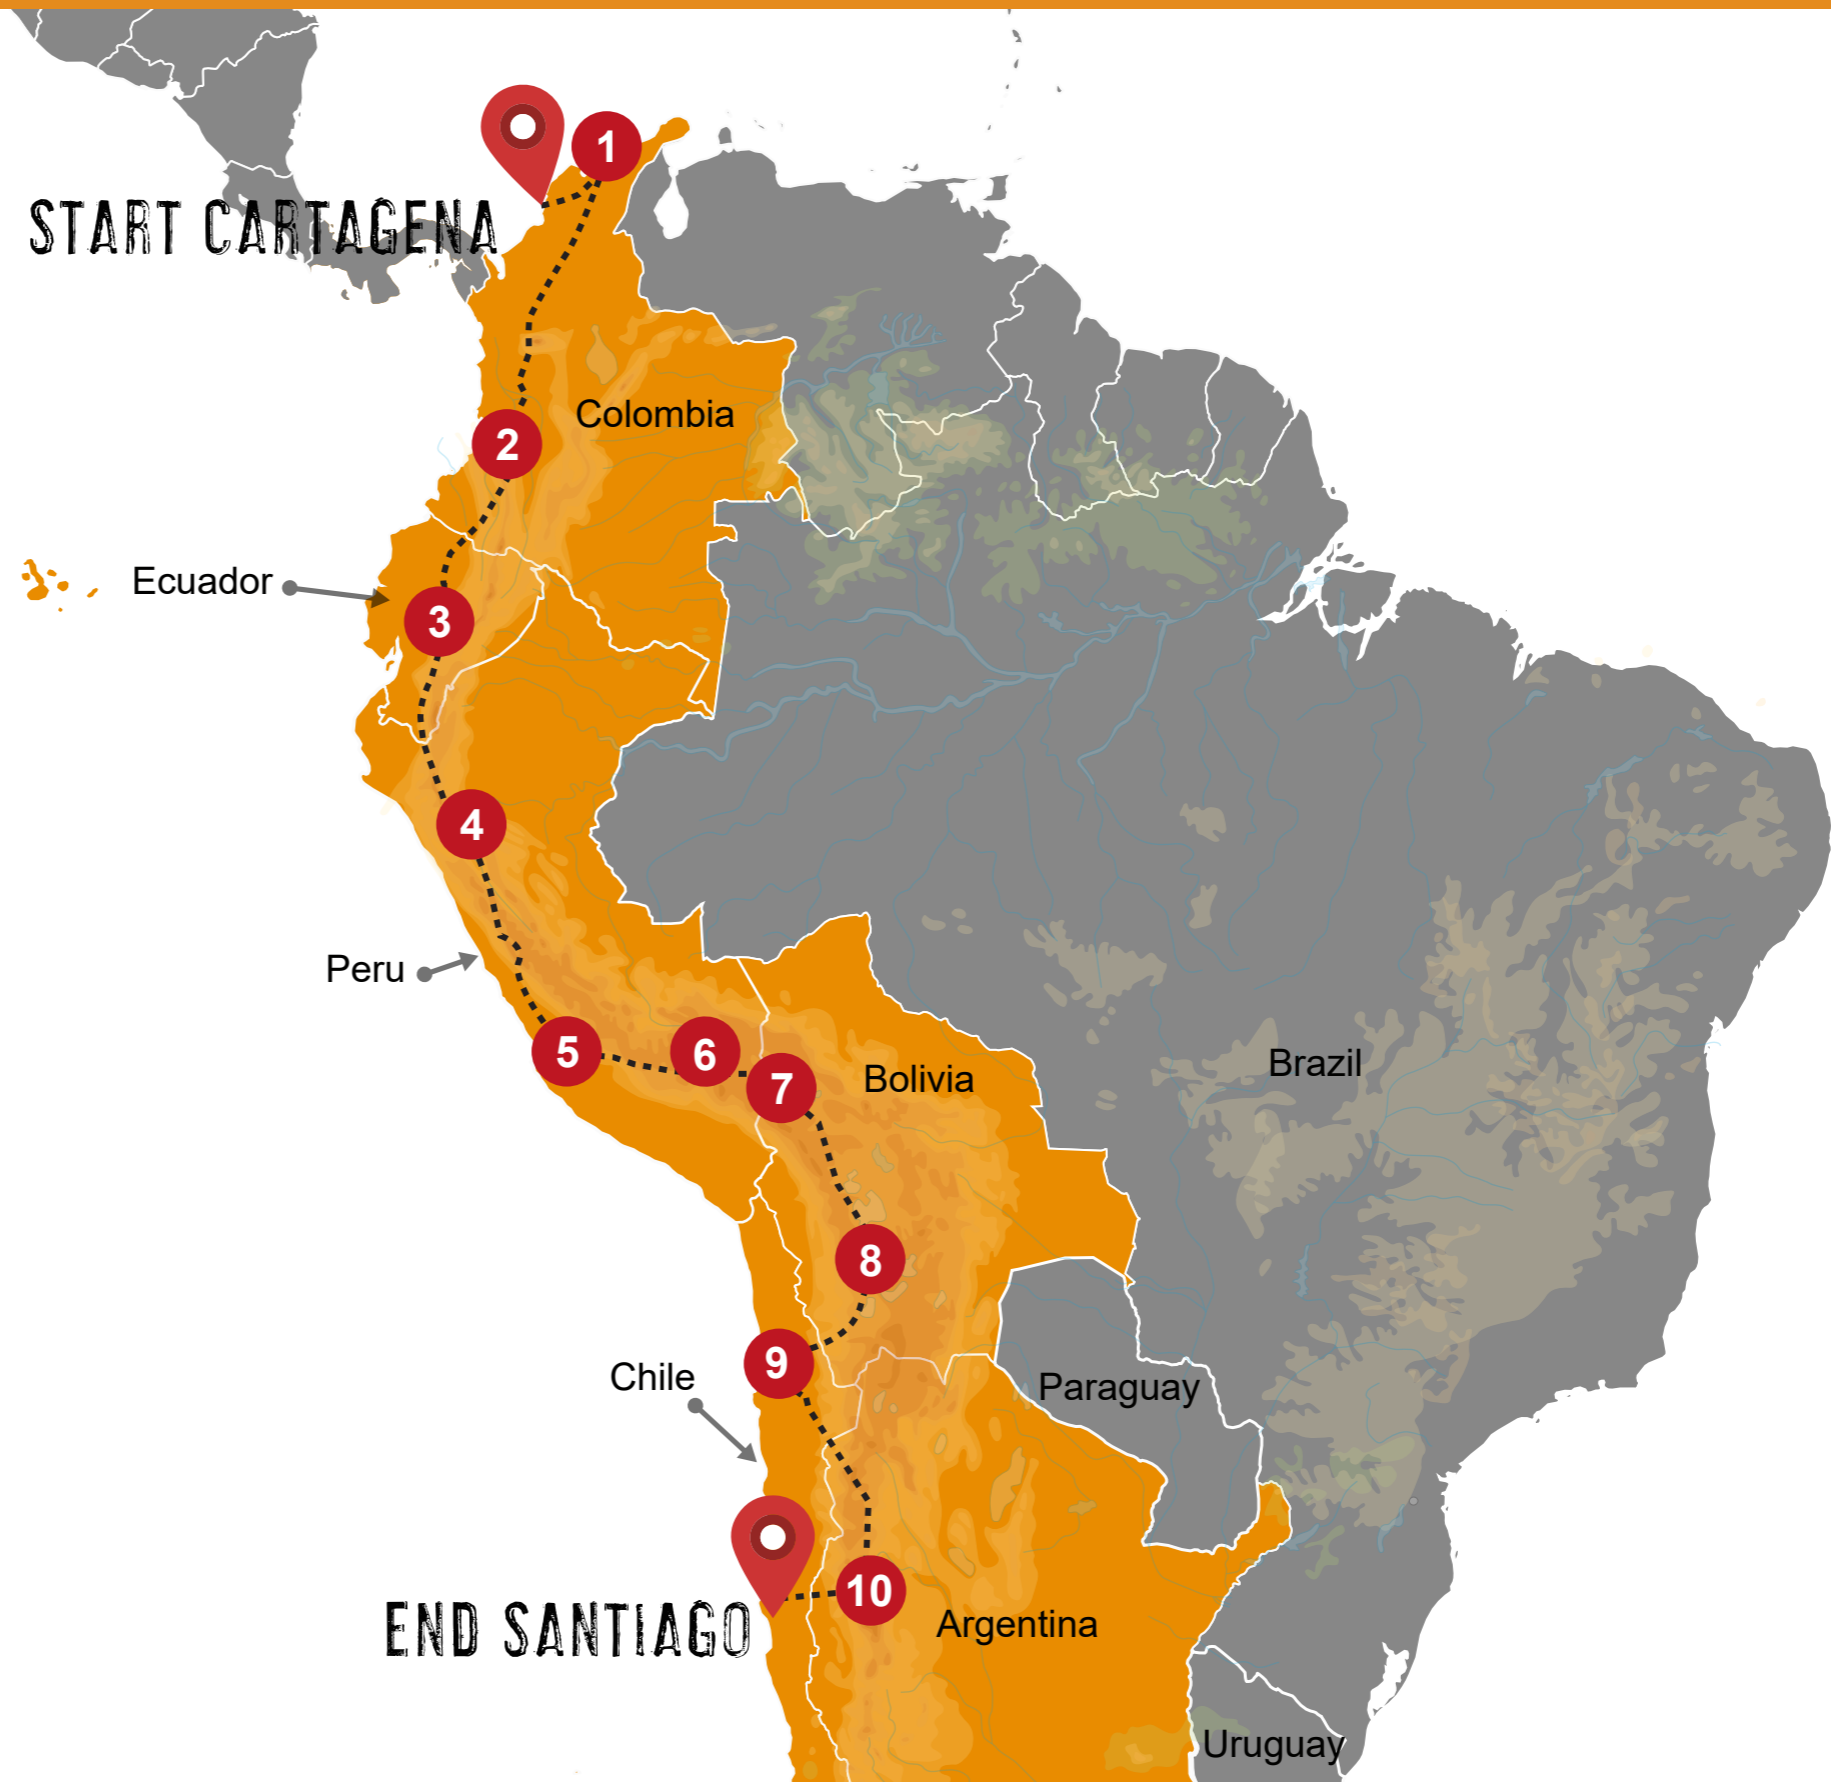 1
START CARTAGENA
Colombia
2
Ecuador
3
4
Peru
5
6
7
Bolivia
Brazil
8
9
Chile
Paraguay
10
END SANTIAGO
Argentina
Uruguay